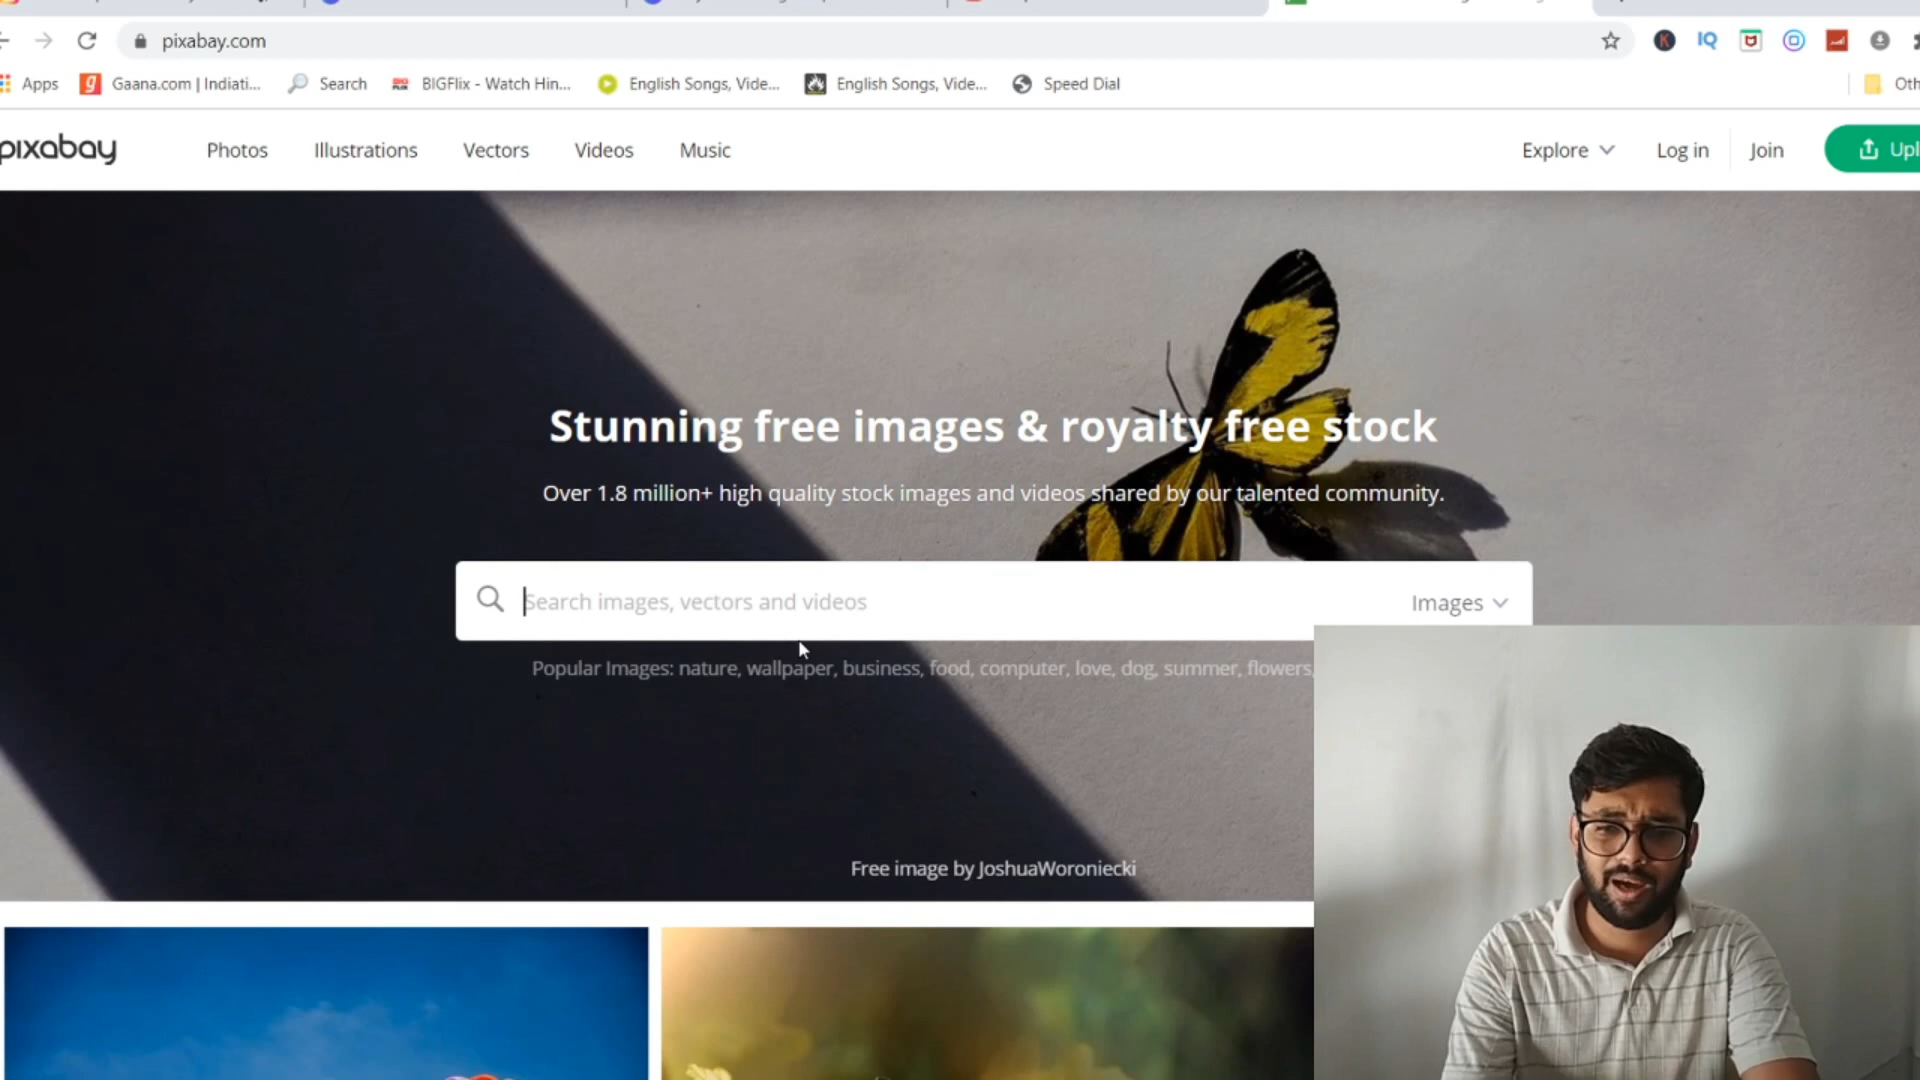 pixabay.com
Apps
Gaana.com | Indiati...
Search
BIGFlix - Watch Hin...
English Songs, Vide...
English Songs, Vide...
Speed Dial
Oth
pixabay
Photos
Illustrations
Vectors
Videos
Music
Explore
Log in
Join
Upl
Stunning free images & royalty free stock
Over 1.8 million+ high quality stock images and videos shared by our talented community.
Search images, vectors and videos
Images
Popular Images: nature, wallpaper, business, food, computer, love, dog, summer, flowers,
Free image by JoshuaWoroniecki